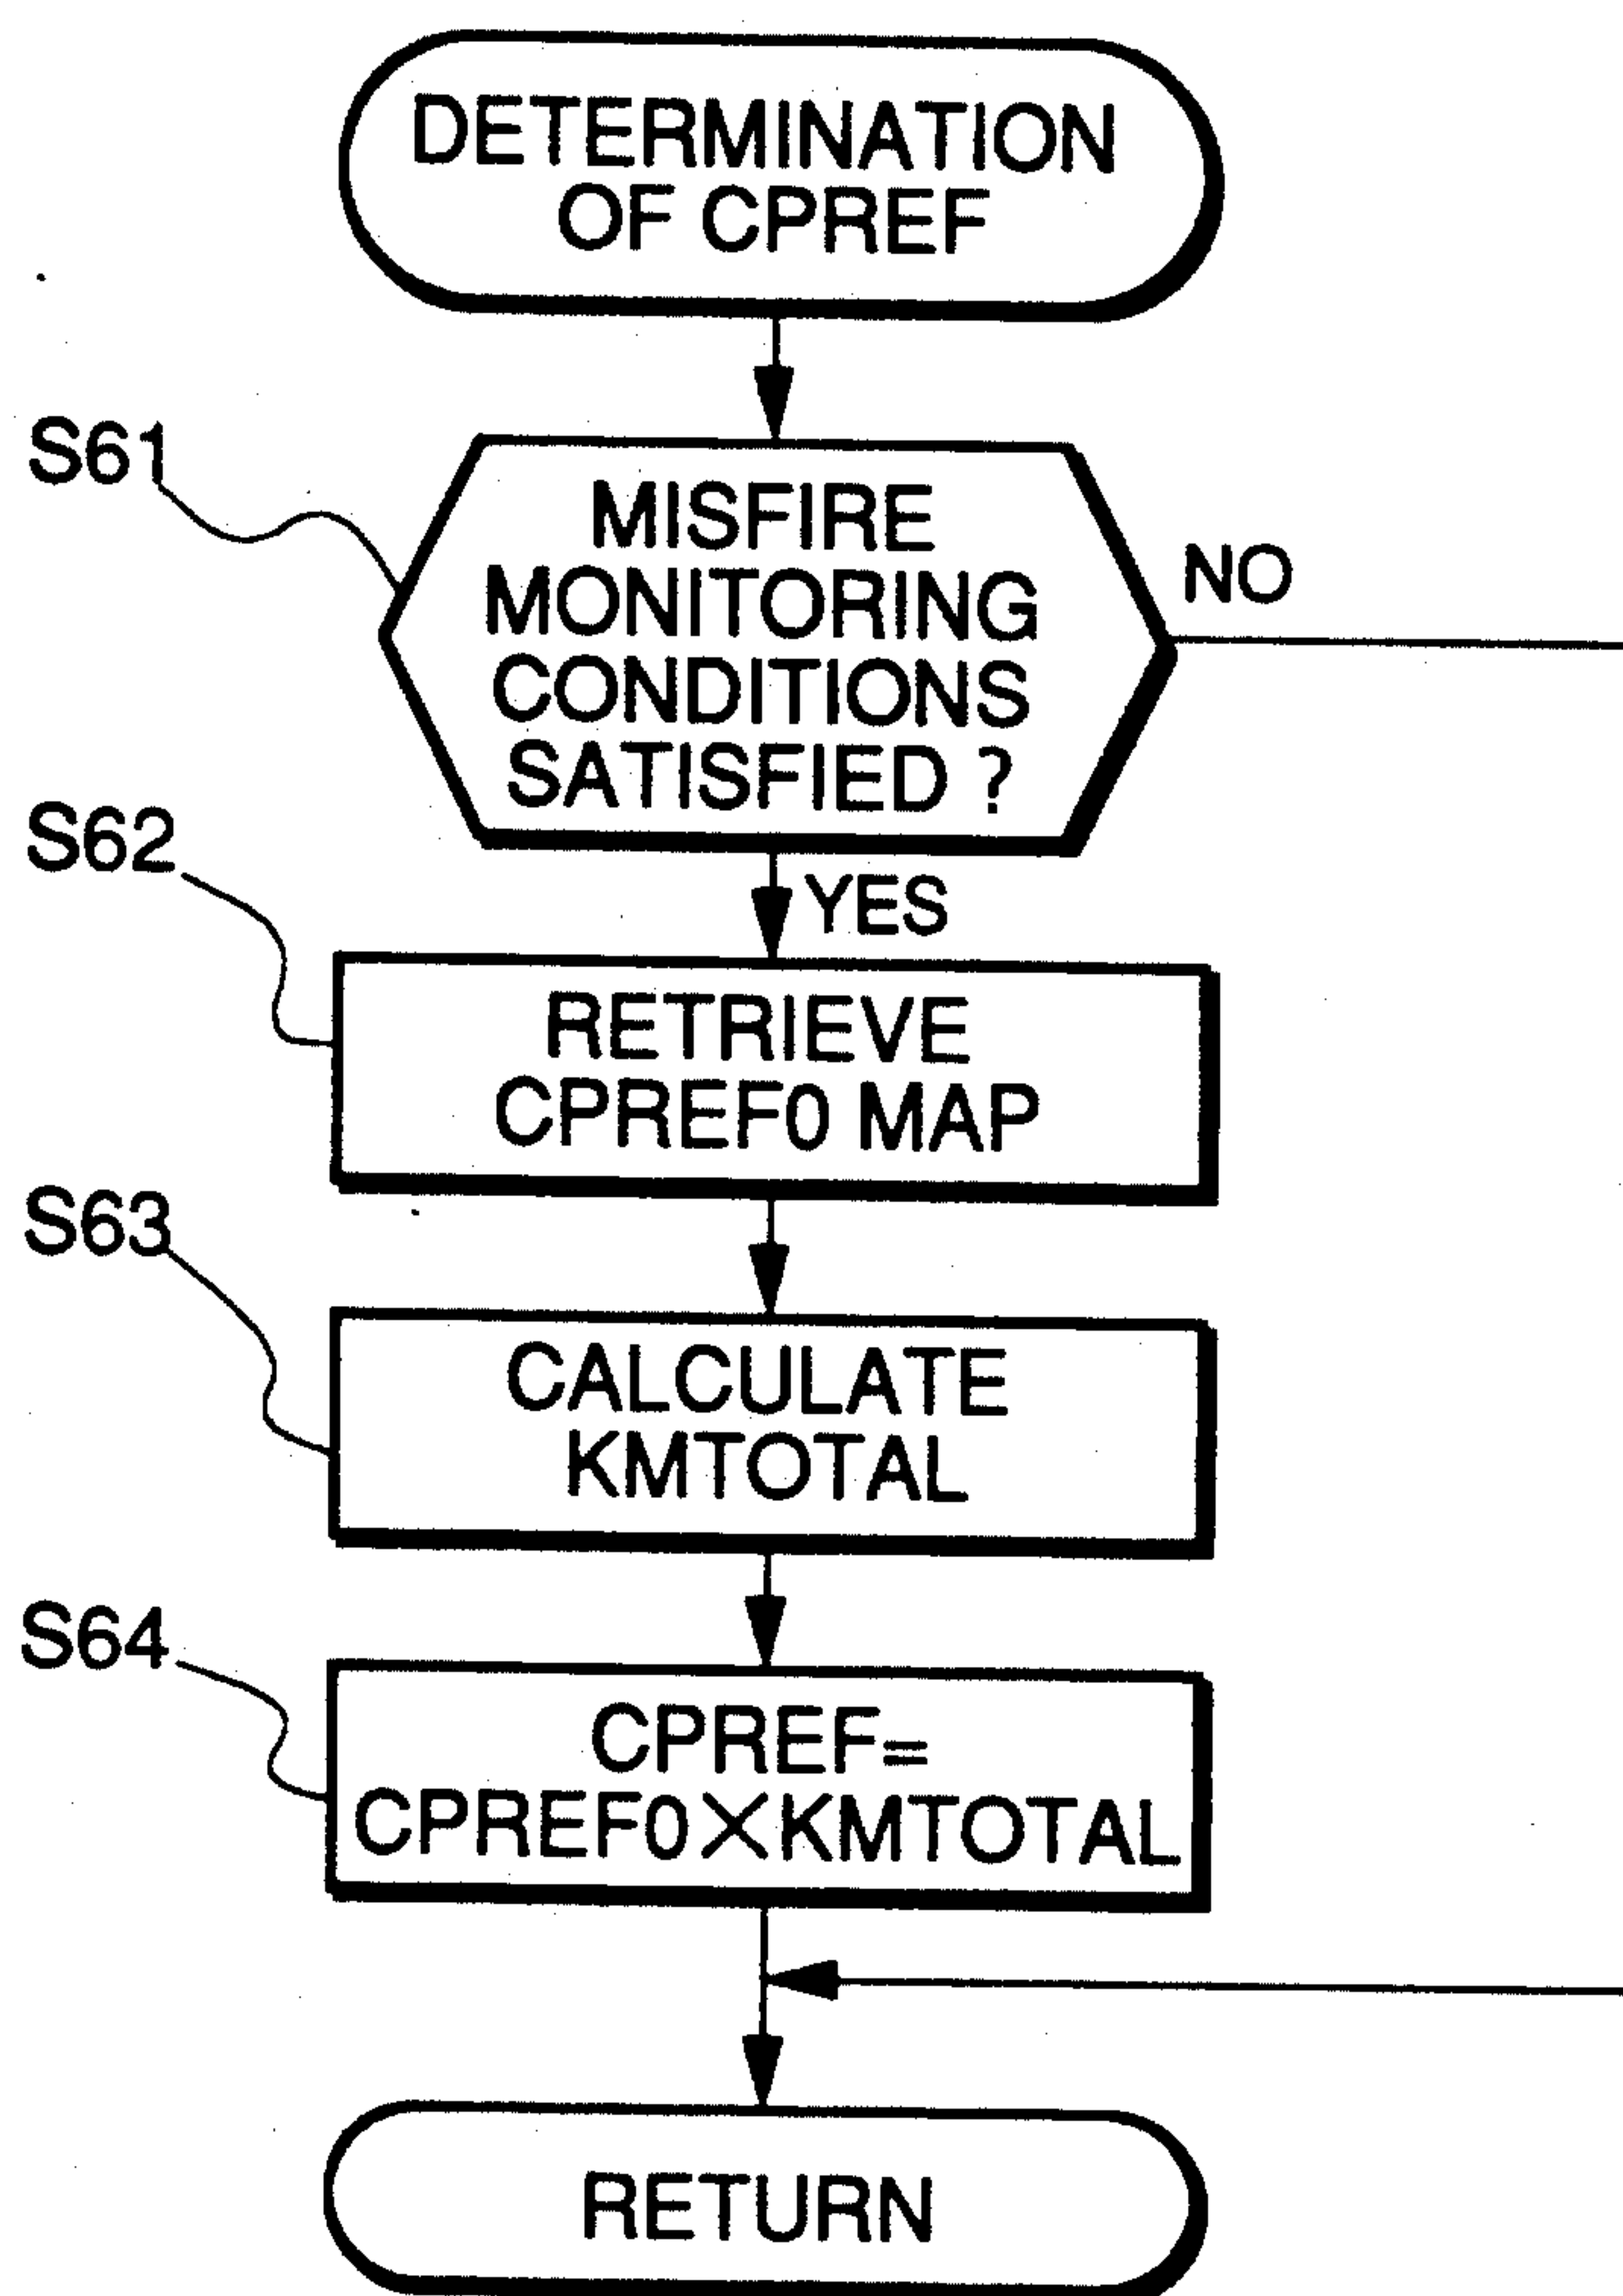 DETERMINATION
OF CPREF
S61
MISFIRE
MONITORING
CONDITIONS
SATISFIED ?
NO
YES
S62
RETRIEVE
CPREF0 MAP
S63
CALCULATE
KMTOTAL
S64
CPREF=
CPREF0×KMTOTAL
RETURN